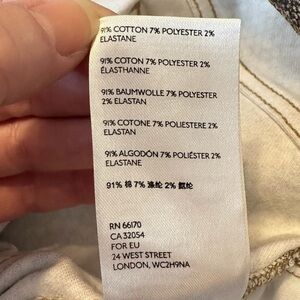 91% COTTON 7% POLYESTER 2%
ELASTANE
91% COTON 7% POLYESTER 2%
ÉLASTHANNE
91% BAUMWOLLE 7% POLYESTER
2% ELASTAN
91% COTONE 7% POLIESTERE 2%
ELASTAN
91% ALGODÓN 7% POLIÉSTER 2%
ELASTANE
91% 棉 7% 涤纶 2% 氨纶
RN 66170
CA 32054
FOR EU
24 WEST STREET
LONDON, WC2H9NA